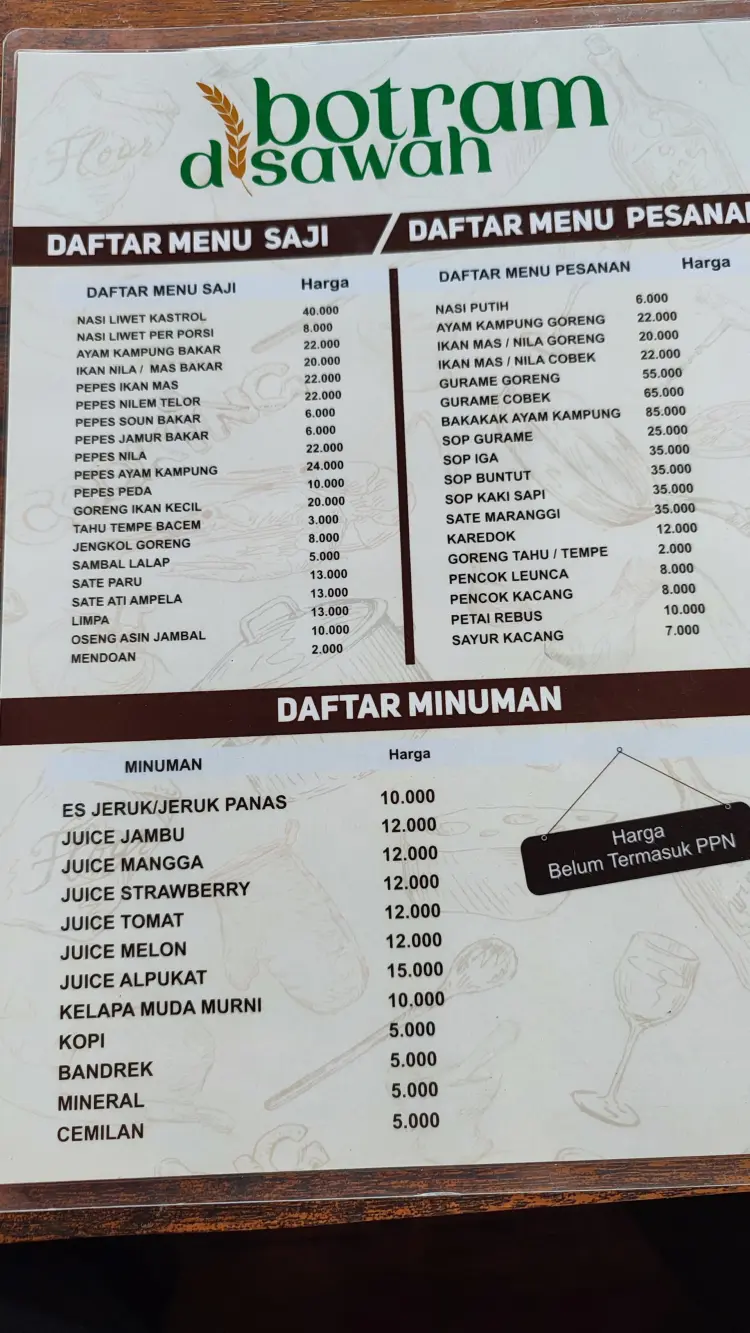 botram
disawah
DAFTAR MENU SAJI / DAFTAR MENU PESANA
DAFTAR MENU SAJI Harga
NASI LIWET KASTROL 40.000
NASI LIWET PER PORSI 8.000
AYAM KAMPUNG BAKAR 22.000
IKAN NILA / MAS BAKAR 20.000
PEPES IKAN MAS 22.000
PEPES NILEM TELOR 22.000
PEPES SOUN BAKAR 6.000
PEPES JAMUR BAKAR 6.000
PEPES NILA 22.000
PEPES AYAM KAMPUNG 24.000
PEPES PEDA 10.000
GORENG IKAN KECIL 20.000
TAHU TEMPE BACEM 3.000
JENGKOL GORENG 8.000
SAMBAL LALAP 5.000
SATE PARU 13.000
SATE ATI AMPELA 13.000
LIMPA 13.000
OSENG ASIN JAMBAL 10.000
MENDOAN 2.000
DAFTAR MENU PESANAN Harga
NASI PUTIH 6.000
AYAM KAMPUNG GORENG 22.000
IKAN MAS / NILA GORENG 20.000
IKAN MAS / NILA COBEK 22.000
GURAME GORENG 55.000
GURAME COBEK 65.000
BAKAKAK AYAM KAMPUNG 85.000
SOP GURAME 25.000
SOP IGA 35.000
SOP BUNTUT 35.000
SOP KAKI SAPI 35.000
SATE MARANGGI 35.000
KAREDOK 12.000
GORENG TAHU / TEMPE 2.000
PENCOK LEUNCA 8.000
PENCOK KACANG 8.000
PETAI REBUS 10.000
SAYUR KACANG 7.000
DAFTAR MINUMAN
MINUMAN Harga
ES JERUK/JERUK PANAS 10.000
JUICE JAMBU 12.000
JUICE MANGGA 12.000
JUICE STRAWBERRY 12.000
JUICE TOMAT 12.000
JUICE MELON 12.000
JUICE ALPUKAT 15.000
KELAPA MUDA MURNI 10.000
KOPI 5.000
BANDREK 5.000
MINERAL 5.000
CEMILAN 5.000
Harga
Belum Termasuk PPN